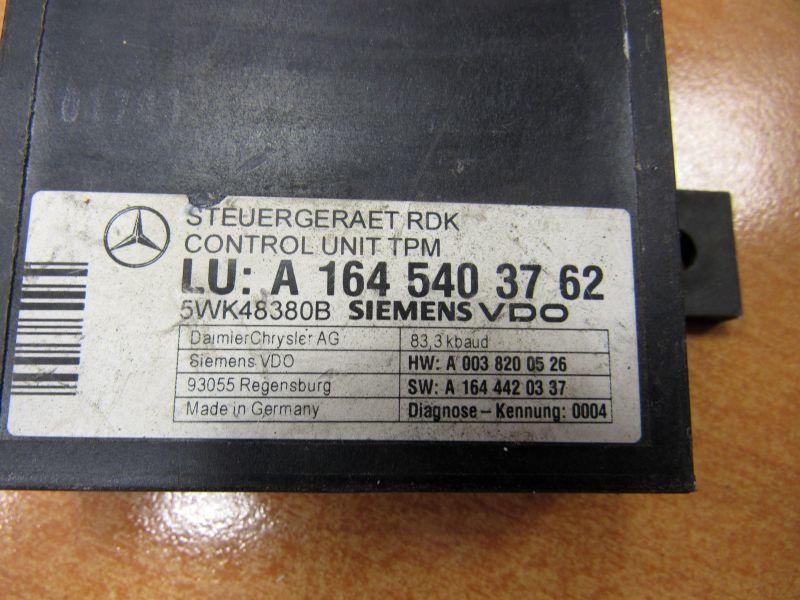 STEUERGERAET RDK
CONTROL UNIT TPM
LU: A 164 540 37 62
5WK48380B SIEMENS VDO
DaimlerChrysler AG 83,3 kbaud
Siemens VDO HW: A 003 820 05 26
93055 Regensburg SW: A 164 442 03 37
Made in Germany Diagnose - Kennung: 0004